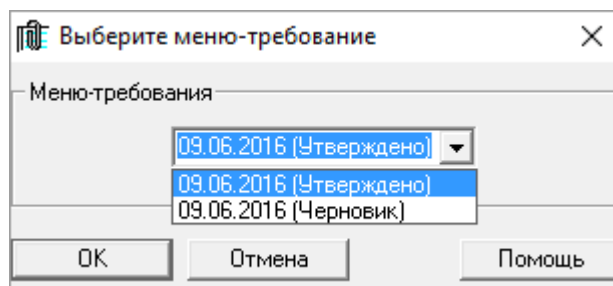 Выберите меню-требование
Меню-требования
09.06.2016 (Утверждено)
09.06.2016 (Утверждено)
09.06.2016 (Черновик)
OK Отмена Помощь